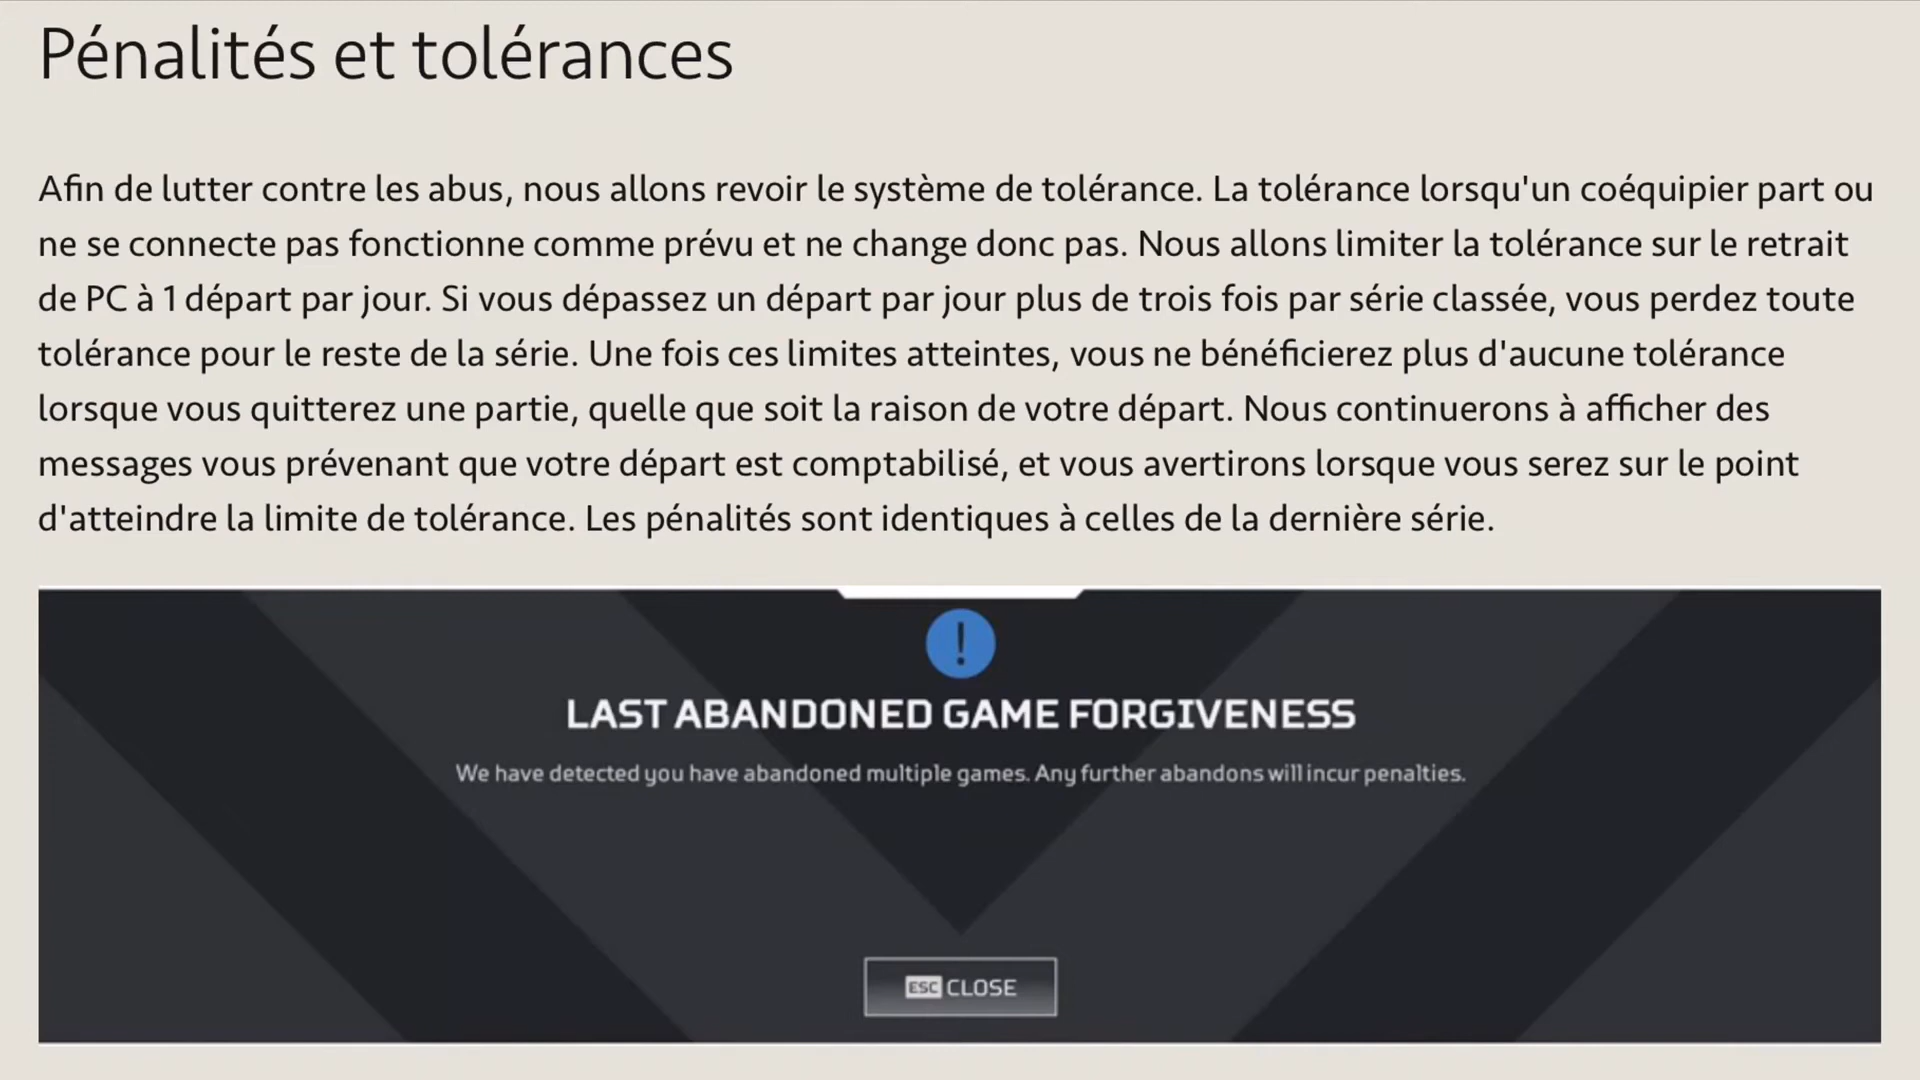 Pénalités et tolérances
Afin de lutter contre les abus, nous allons revoir le système de tolérance. La tolérance lorsqu'un coéquipier part ou
ne se connecte pas fonctionne comme prévu et ne change donc pas. Nous allons limiter la tolérance sur le retrait
de PC à 1 départ par jour. Si vous dépassez un départ par jour plus de trois fois par série classée, vous perdez toute
tolérance pour le reste de la série. Une fois ces limites atteintes, vous ne bénéficierez plus d'aucune tolérance
lorsque vous quitterez une partie, quelle que soit la raison de votre départ. Nous continuerons à afficher des
messages vous prévenant que votre départ est comptabilisé, et vous avertirons lorsque vous serez sur le point
d'atteindre la limite de tolérance. Les pénalités sont identiques à celles de la dernière série.
!
LAST ABANDONED GAME FORGIVENESS
We have detected you have abandoned multiple games. Any further abandons will incur penalties.
ESC CLOSE